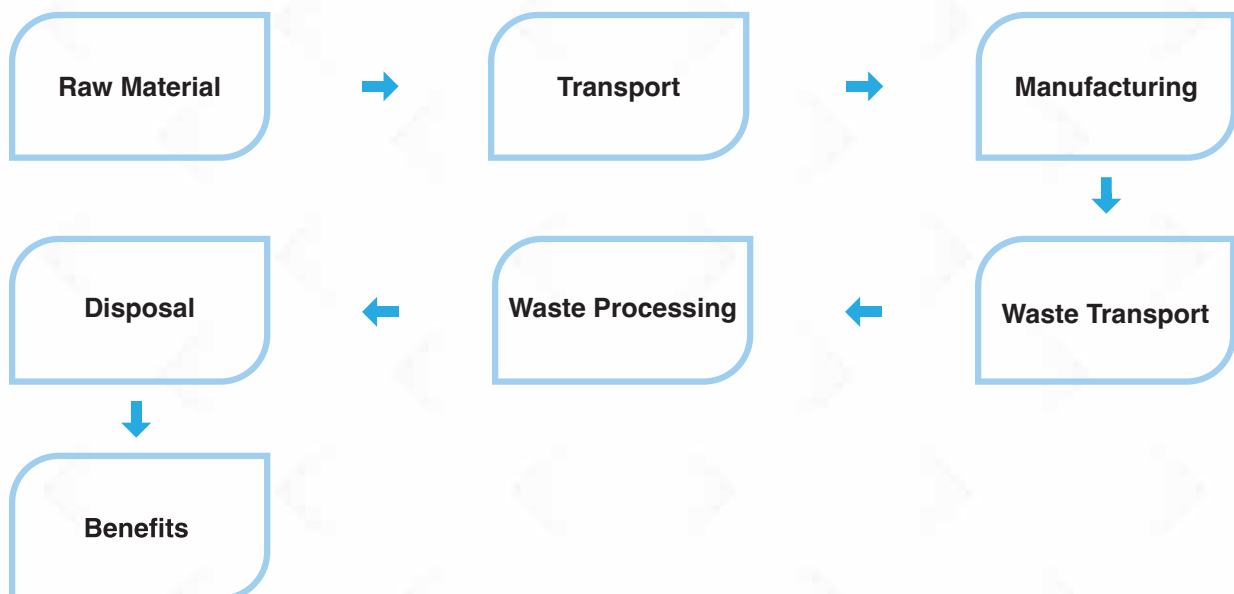 Raw Material
Transport
Manufacturing
Waste Transport
Waste Processing
Disposal
Benefits